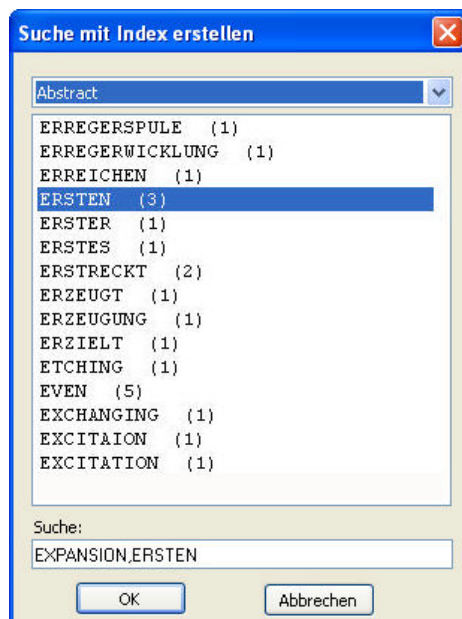 Suche mit Index erstellen
Abstract
ERREGERSPULE (1)
ERREGERWICKLUNG (1)
ERREICHEN (1)
ERSTEN (3)
ERSTER (1)
ERSTES (1)
ERSTRECKT (2)
ERZEUGT (1)
ERZEUGUNG (1)
ERZIELT (1)
ETCHING (1)
EVEN (5)
EXCHANGING (1)
EXCITAION (1)
EXCITATION (1)
Suche:
EXPANSION,ERSTEN
OK Abbrechen